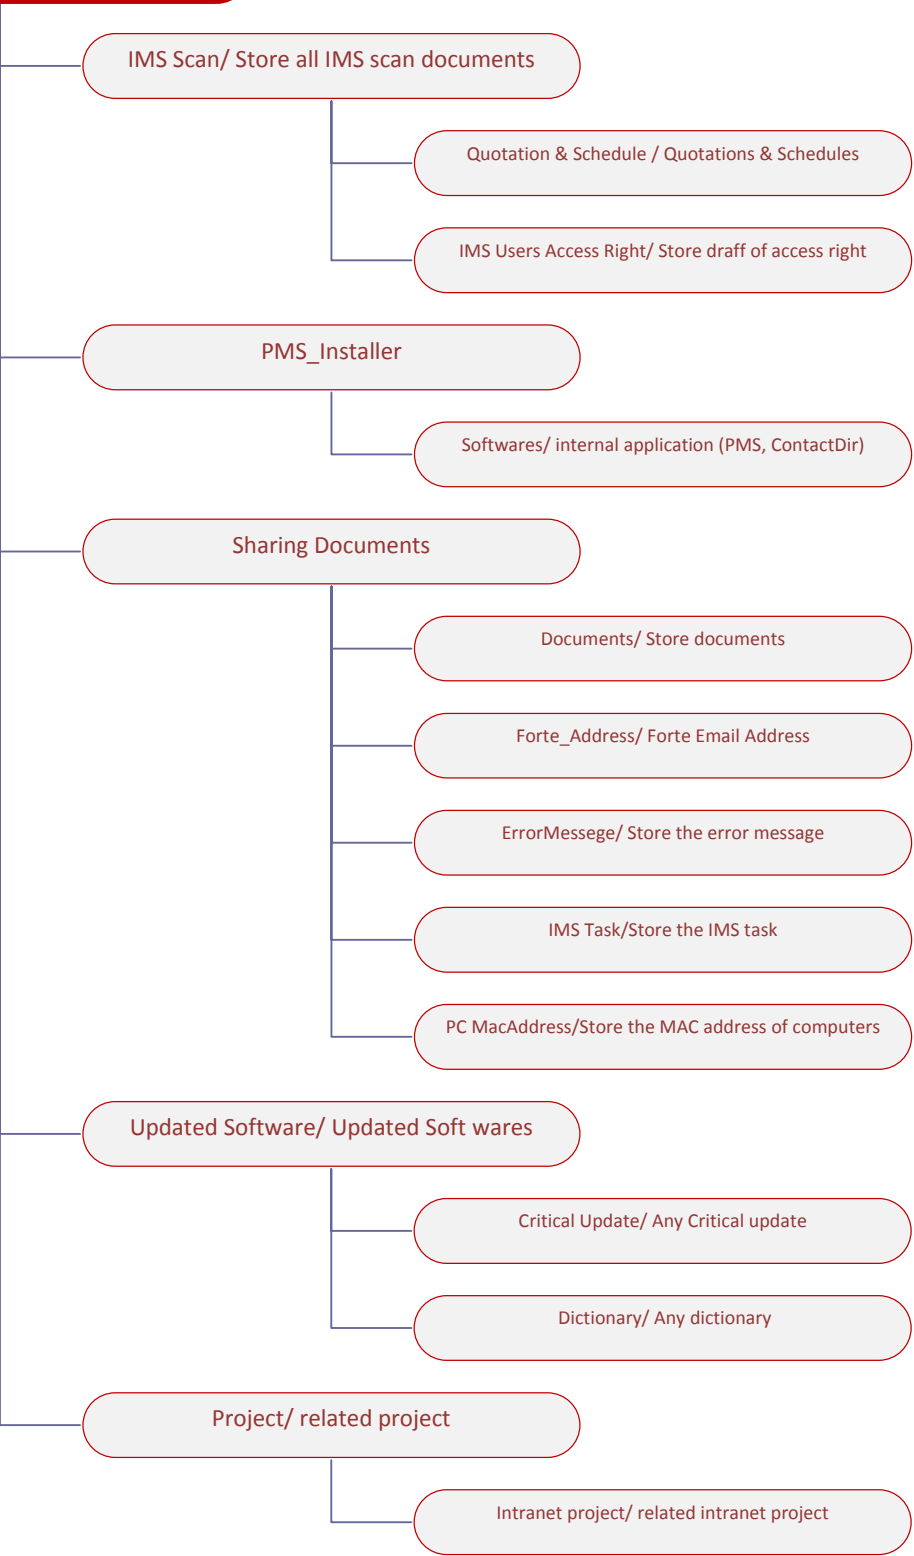 IMS Scan/ Store all IMS scan documents
Quotation & Schedule / Quotations & Schedules
IMS Users Access Right/ Store draff of access right
PMS_Installer
Softwares/ internal application (PMS, ContactDir)
Sharing Documents
Documents/ Store documents
Forte_Address/ Forte Email Address
ErrorMessege/ Store the error message
IMS Task/Store the IMS task
PC MacAddress/Store the MAC address of computers
Updated Software/ Updated Soft wares
Critical Update/ Any Critical update
Dictionary/ Any dictionary
Project/ related project
Intranet project/ related intranet project